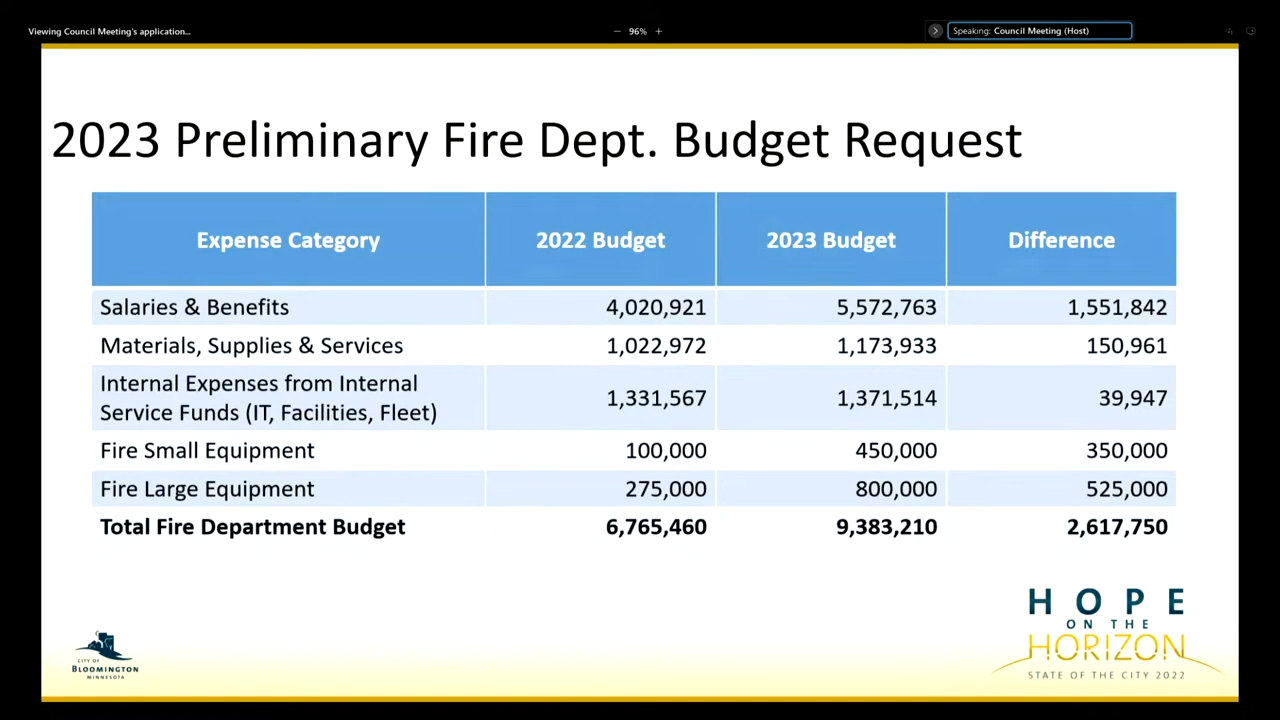 Viewing Council Meeting's application...
− 96% +
Speaking: Council Meeting (Host)
2023 Preliminary Fire Dept. Budget Request
Expense Category 2022 Budget 2023 Budget Difference
Salaries & Benefits 4,020,921 5,572,763 1,551,842
Materials, Supplies & Services 1,022,972 1,173,933 150,961
Internal Expenses from Internal
Service Funds (IT, Facilities, Fleet) 1,331,567 1,371,514 39,947
Fire Small Equipment 100,000 450,000 350,000
Fire Large Equipment 275,000 800,000 525,000
Total Fire Department Budget 6,765,460 9,383,210 2,617,750
CITY OF
BLOOMINGTON
MINNESOTA
HOPE
ON THE
HORIZON
STATE OF THE CITY 2022